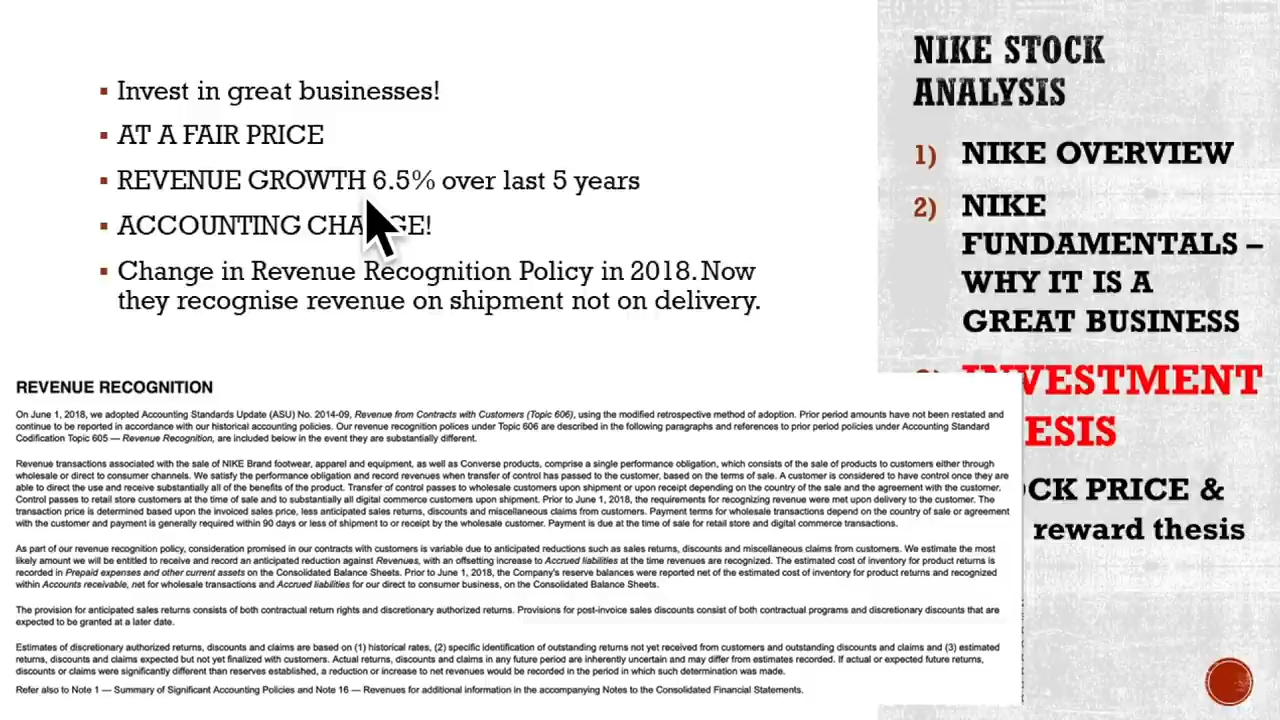 Invest in great businesses!
AT A FAIR PRICE
REVENUE GROWTH 6.5% over last 5 years
ACCOUNTING CHA GE!
Change in Revenue Recognition Policy in 2018. Now
they recognise revenue on shipment not on delivery.
REVENUE RECOGNITION
On June 1, 2018, we adopted Accounting Standards Update (ASU) No. 2014-09, Revenue from Contracts with Customers (Topic 606), using the modified retrospective method of adoption. Prior period amounts have not been restated and
continue to be reported in accordance with our historical accounting policies. Our revenue recognition polices under Topic 606 are described in the following paragraphs and references to prior period policies under Accounting Standard
Codification Topic 605 — Revenue Recognition, are included below in the event they are substantially different.
Revenue transactions associated with the sale of NIKE Brand footwear, apparel and equipment, as well as Converse products, comprise a single performance obligation, which consists of the sale of products to customers either through
wholesale or direct to consumer channels. We satisfy the performance obligation and record revenues when transfer of control has passed to the customer, based on the terms of sale. A customer is considered to have control once they are
able to direct the use and receive substantially all of the benefits of the product. Transfer of control passes to wholesale customers upon shipment or upon receipt depending on the country of the sale and the agreement with the customer.
Control passes to retail store customers at the time of sale and to substantially all digital commerce customers upon shipment. Prior to June 1, 2018, the requirements for recognizing revenue were met upon delivery to the customer. The
transaction price is determined based upon the invoiced sales price, less anticipated sales returns, discounts and miscellaneous claims from customers. Payment terms for wholesale transactions depend on the country of sale or agreement
with the customer and payment is generally required within 90 days or less of shipment to or receipt by the wholesale customer. Payment is due at the time of sale for retail store and digital commerce transactions.
As part of our revenue recognition policy, consideration promised in our contracts with customers is variable due to anticipated reductions such as sales returns, discounts and miscellaneous claims from customers. We estimate the most
likely amount we will be entitled to receive and record an anticipated reduction against Revenues, with an offsetting increase to Accrued liabilities at the time revenues are recognized. The estimated cost of inventory for product returns is
recorded in Prepaid expenses and other current assets on the Consolidated Balance Sheets. Prior to June 1, 2018, the Company's reserve balances were reported net of the estimated cost of inventory for product returns and recognized
within Accounts receivable, net for wholesale transactions and Accrued liabilities for our direct to consumer business, on the Consolidated Balance Sheets.
The provision for anticipated sales returns consists of both contractual return rights and discretionary authorized returns. Provisions for post-invoice sales discounts consist of both contractual programs and discretionary discounts that are
expected to be granted at a later date.
Estimates of discretionary authorized returns, discounts and claims are based on (1) historical rates, (2) specific identification of outstanding returns not yet received from customers and outstanding discounts and claims and (3) estimated
returns, discounts and claims expected but not yet finalized with customers. Actual returns, discounts and claims in any future period are inherently uncertain and may differ from estimates recorded. If actual or expected future returns,
discounts or claims were significantly different than reserves established, a reduction or increase to net revenues would be recorded in the period in which such determination was made.
Refer also to Note 1 — Summary of Significant Accounting Policies and Note 16 — Revenues for additional information in the accompanying Notes to the Consolidated Financial Statements.
NIKE STOCK
ANALYSIS
1) NIKE OVERVIEW
2) NIKE
FUNDAMENTALS –
WHY IT IS A
GREAT BUSINESS
INVESTMENT
ESIS
CK PRICE &
reward thesis